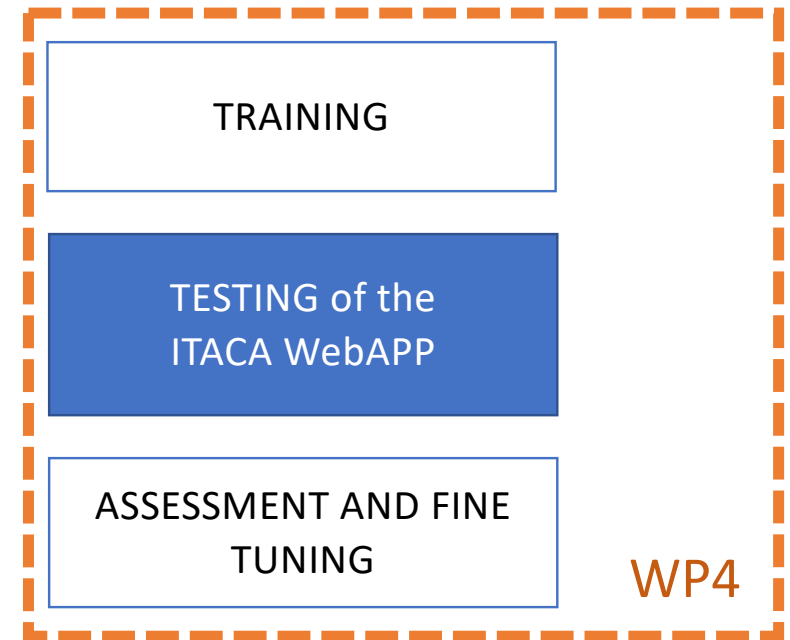 TRAINING
TESTING of the
ITACA WebAPP
ASSESSMENT AND FINE
TUNING
WP4